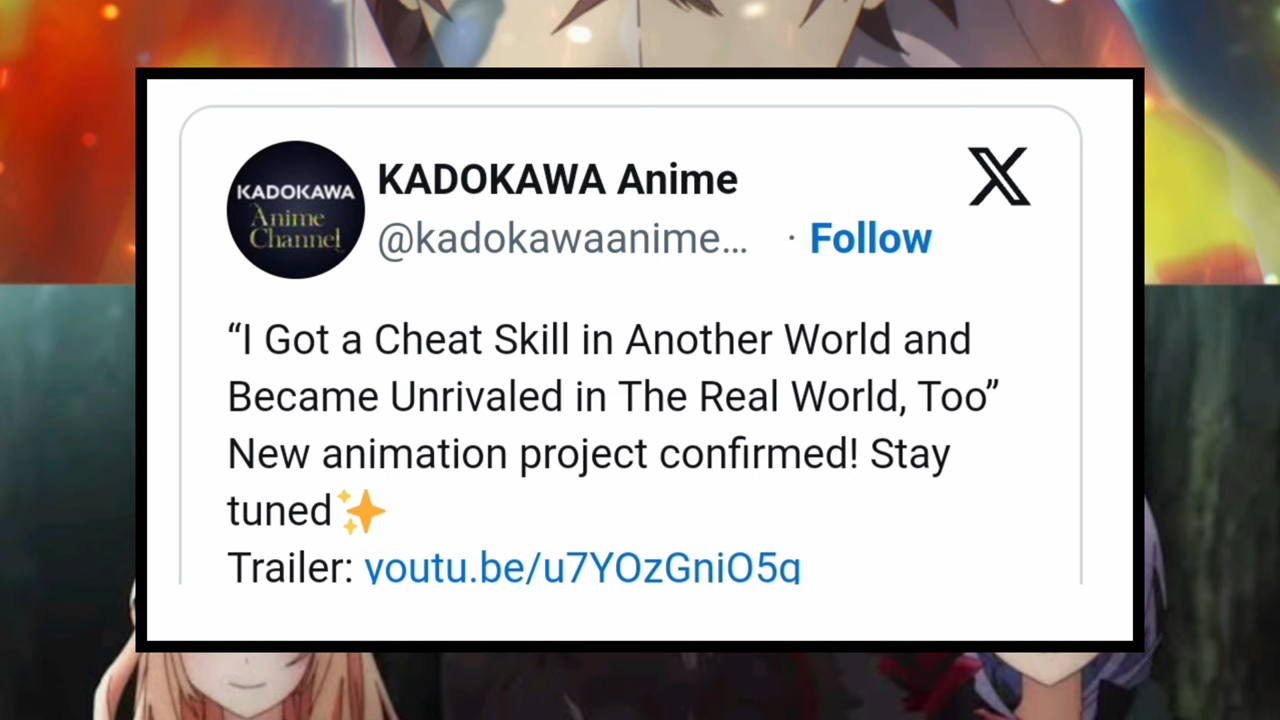 KADOKAWA
Anime
Channel
KADOKAWA Anime
@kadokawaanime...
· Follow
“I Got a Cheat Skill in Another World and
Became Unrivaled in The Real World, Too”
New animation project confirmed! Stay
tuned✨
Trailer: youtu.be/u7YOzGniO5g